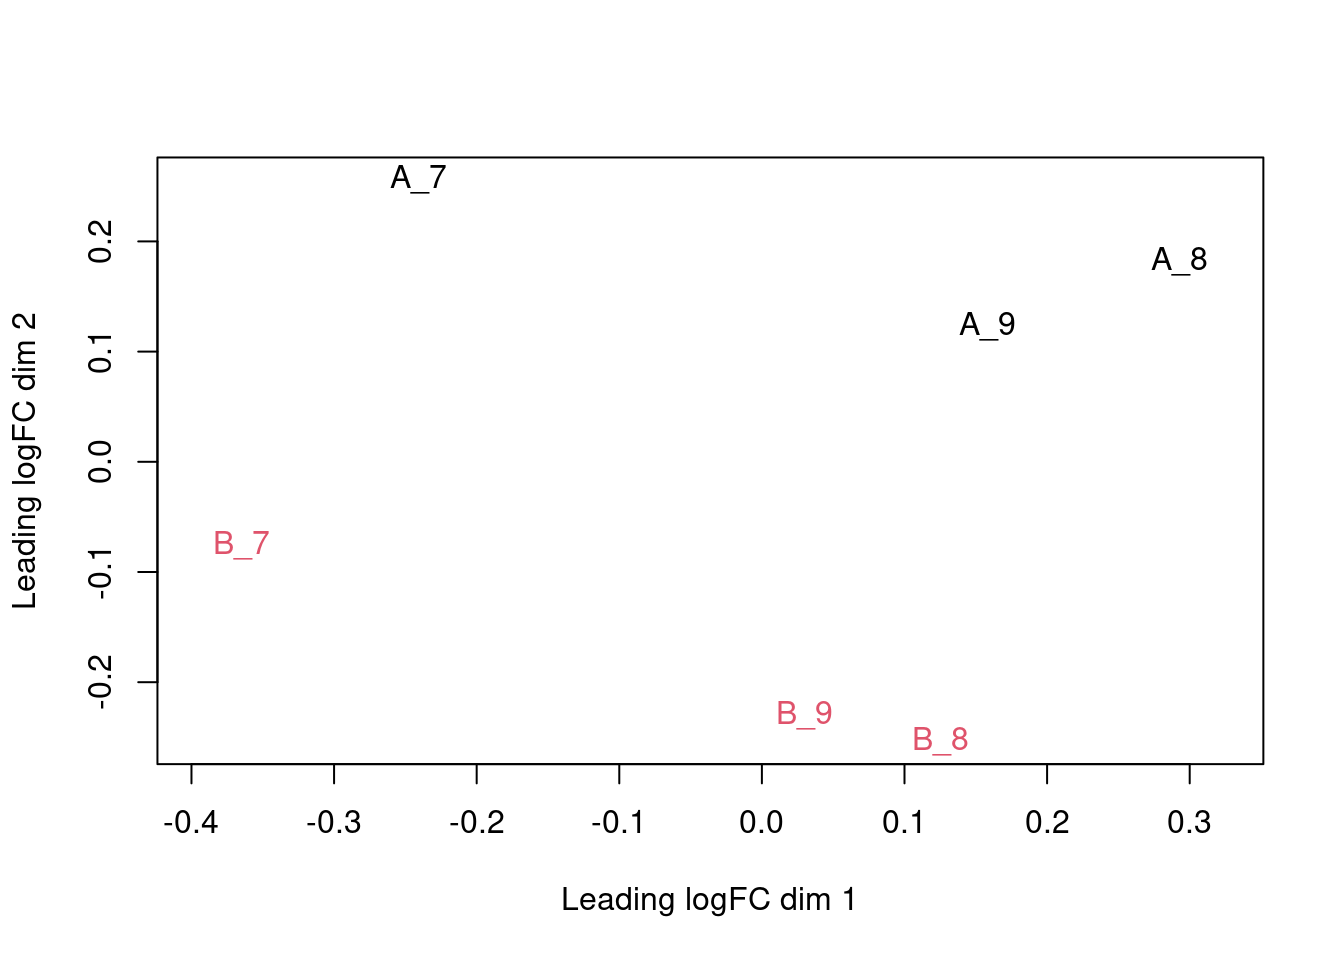 A_7
A_8
A_9
B_7
B_9
B_8
0.2
0.1
0.0
-0.1
-0.2
Leading logFC dim 2
-0.4 -0.3 -0.2 -0.1 0.0 0.1 0.2 0.3
Leading logFC dim 1